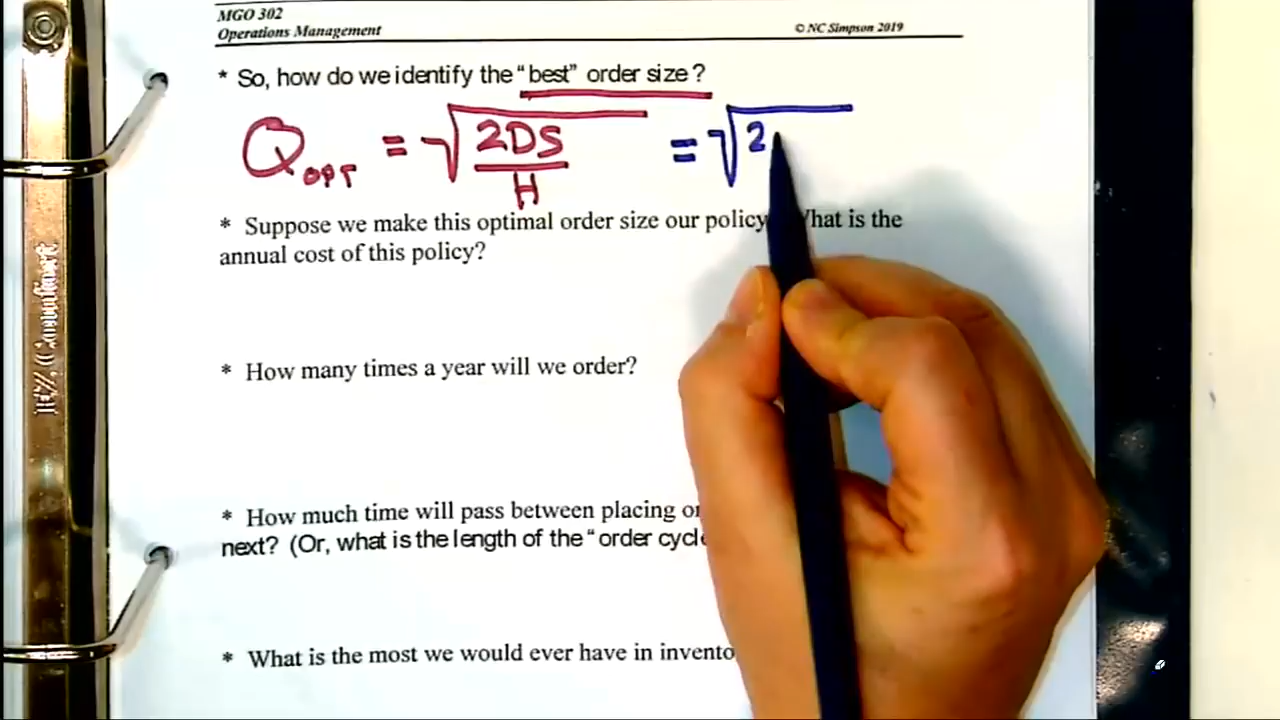 MGO 302
Operations Management
© NC Simpson 2019
* So, how do we identify the "best" order size?
Q OPT = √ 2DS / H = √ 2
* Suppose we make this optimal order size our policy. What is the
annual cost of this policy?
* How many times a year will we order?
* How much time will pass between placing
next? (Or, what is the length of the "order
* What is the most we would ever have in